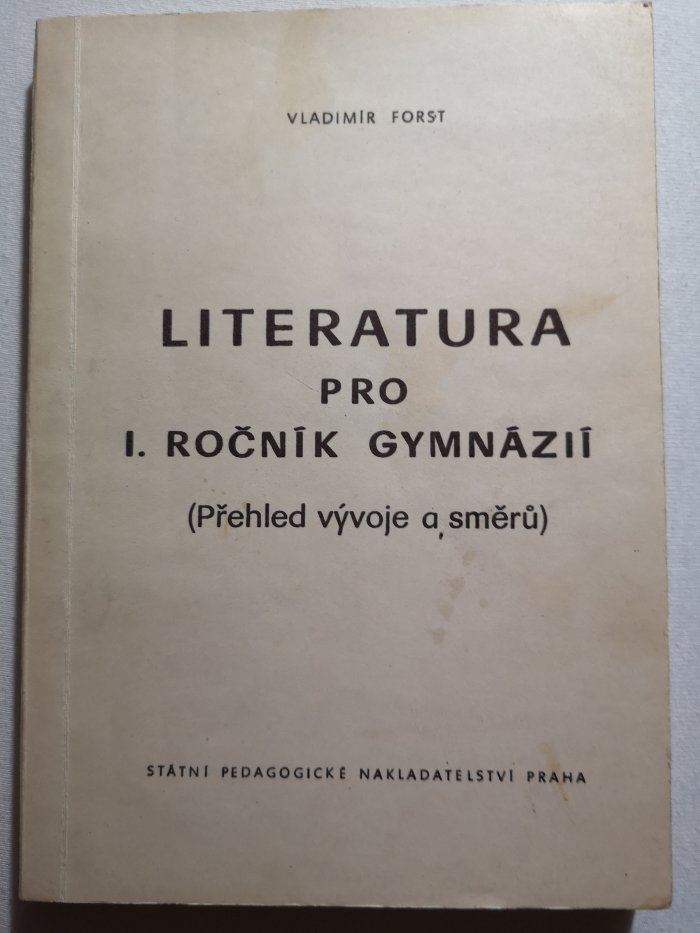 VLADIMÍR FORST
LITERATURA
PRO
I. ROČNÍK GYMNÁZIÍ
(Přehled vývoje a směrů)
STÁTNÍ PEDAGOGICKÉ NAKLADATELSTVÍ PRAHA